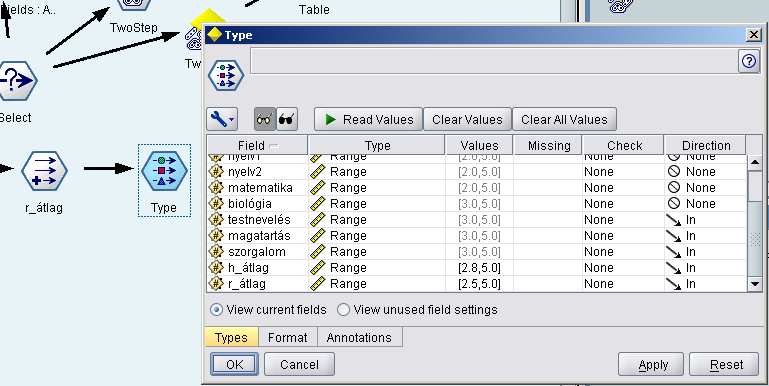 Fields : A..
TwoStep
Table
Tw
Select
r_átlag
Type
Type
Read Values
Clear Values
Clear All Values
Field Type Values Missing Check Direction
nyelv1 Range [2.0,5.0] None None
nyelv2 Range [2.0,5.0] None None
matematika Range [2.0,5.0] None None
biológia Range [3.0,5.0] None None
testnevelés Range [3.0,5.0] None In
magatartás Range [3.0,5.0] None In
szorgalom Range [3.0,5.0] None In
h_átlag Range [2.8,5.0] None In
r_átlag Range [2.5,5.0] None In
View current fields View unused field settings
Types Format Annotations
OK Cancel Apply Reset